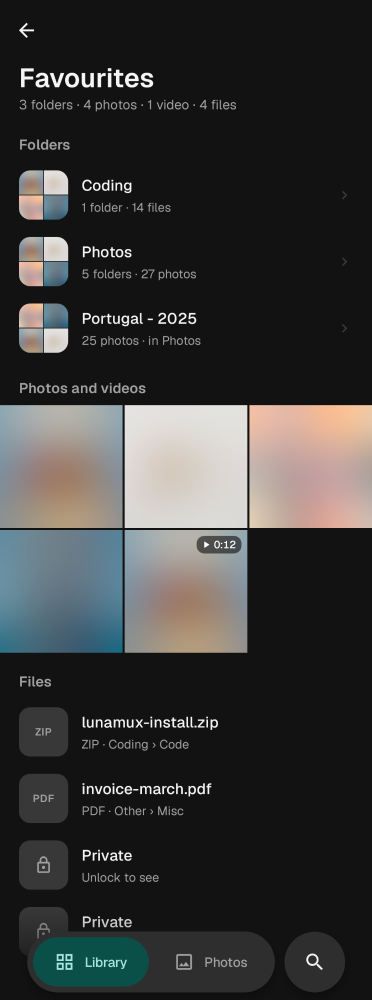 Favourites
3 folders · 4 photos · 1 video · 4 files
Folders
Coding
1 folder · 14 files
Photos
5 folders · 27 photos
Portugal - 2025
25 photos · in Photos
Photos and videos
0:12
Files
ZIP
lunamux-install.zip
ZIP · Coding › Code
PDF
invoice-march.pdf
PDF · Other › Misc
Private
Unlock to see
Private
Library
Photos